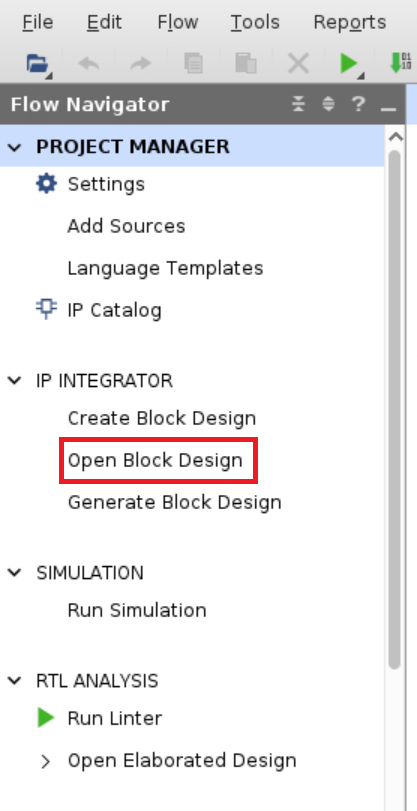 File Edit Flow Tools Reports
Flow Navigator ?
PROJECT MANAGER
Settings
Add Sources
Language Templates
IP Catalog
IP INTEGRATOR
Create Block Design
Open Block Design
Generate Block Design
SIMULATION
Run Simulation
RTL ANALYSIS
Run Linter
Open Elaborated Design